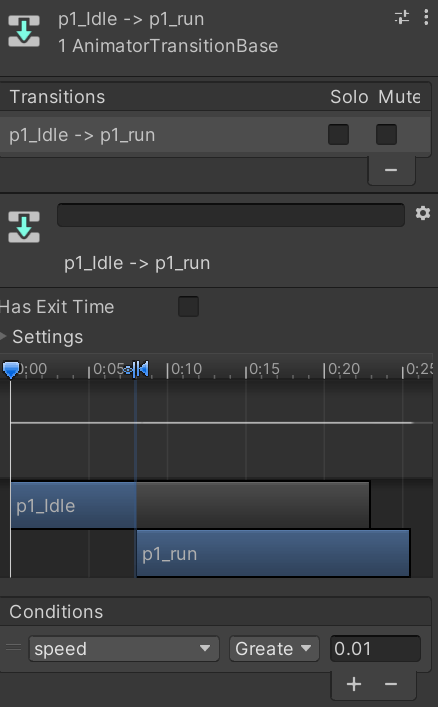 p1_Idle -> p1_run
1 AnimatorTransitionBase
Transitions Solo Mute
p1_Idle -> p1_run
p1_Idle -> p1_run
Has Exit Time
Settings
0:00 0:05 0:10 0:15 0:20 0:25
p1_Idle
p1_run
Conditions
speed Greate 0.01